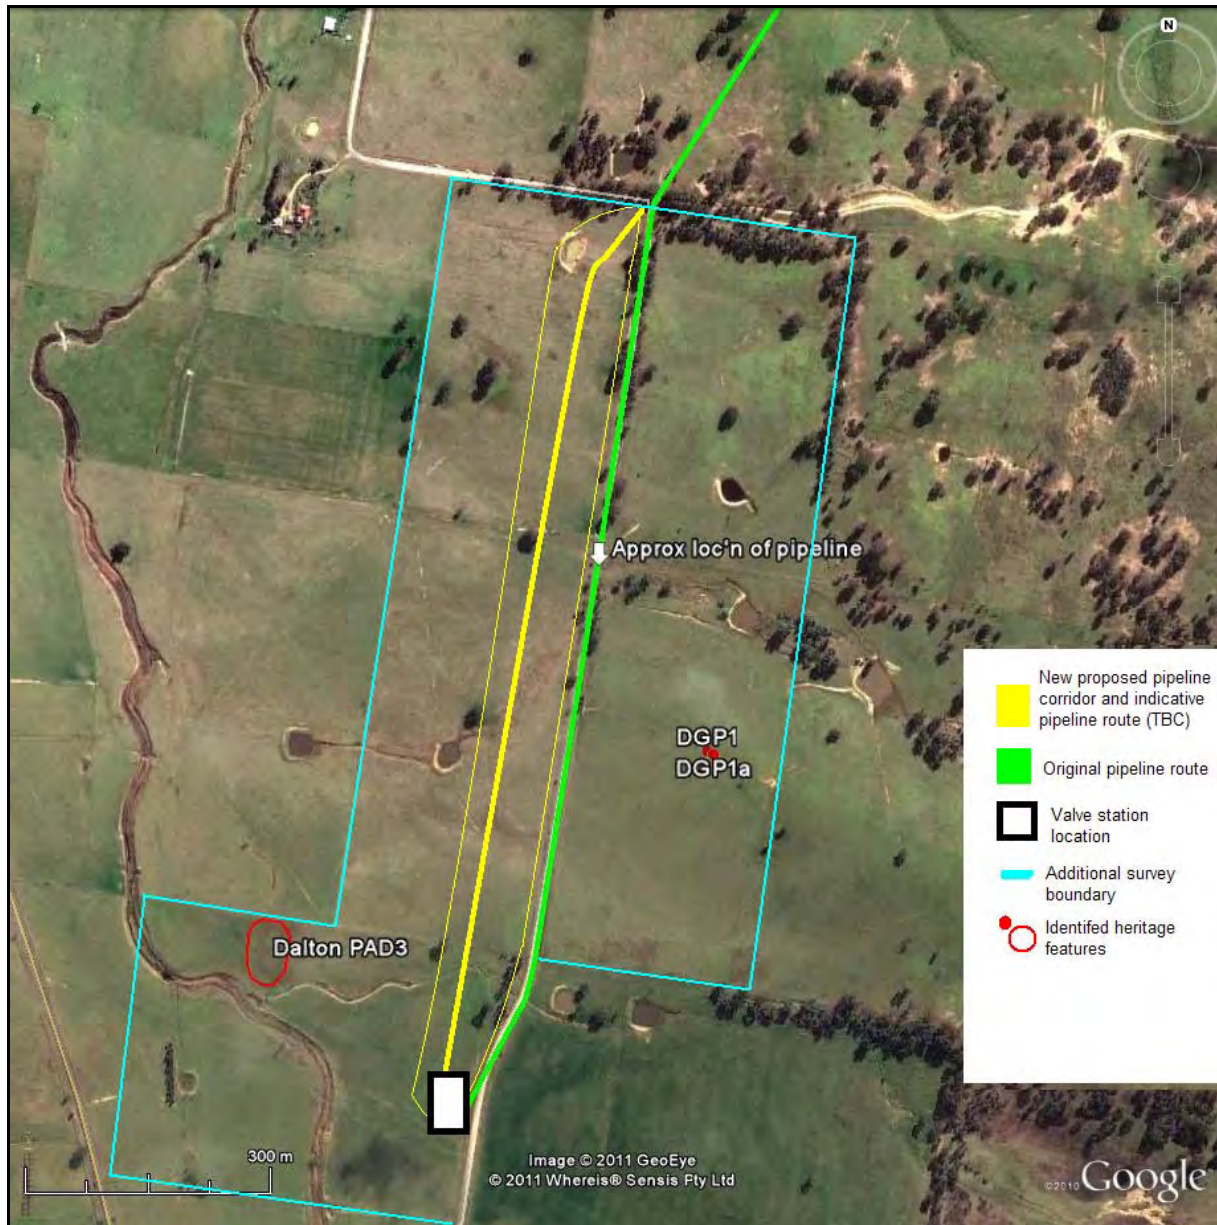 N
Approx loc'n of pipeline
DGP1
DGP1a
Dalton PAD3
New proposed pipeline
corridor and indicative
pipeline route (TBC)
Original pipeline route
Valve station
location
Additional survey
boundary
Identifed heritage
features
300 m
Image © 2011 GeoEye
© 2011 Whereis® Sensis Pty Ltd
©2010 Google